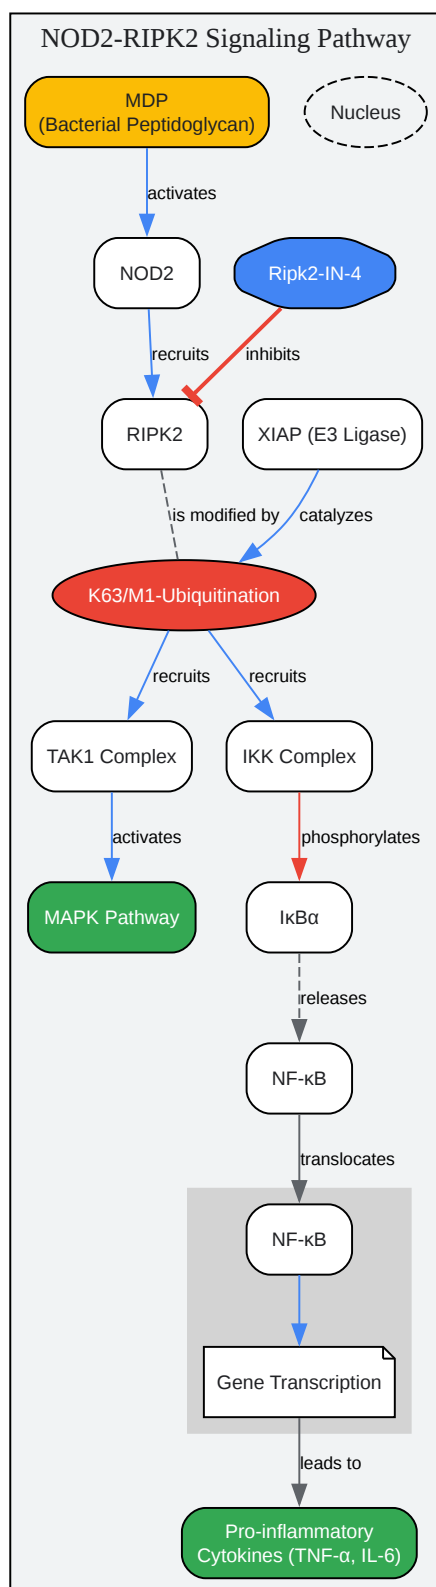 NOD2-RIPK2 Signaling Pathway
MDP
(Bacterial Peptidoglycan)
Nucleus
activates
NOD2
Ripk2-IN-4
recruits
inhibits
RIPK2
XIAP (E3 Ligase)
is modified by
catalyzes
K63/M1-Ubiquitination
recruits
recruits
TAK1 Complex
IKK Complex
activates
phosphorylates
MAPK Pathway
IκBα
releases
NF-κB
translocates
NF-κB
Gene Transcription
leads to
Pro-inflammatory
Cytokines (TNF-α, IL-6)